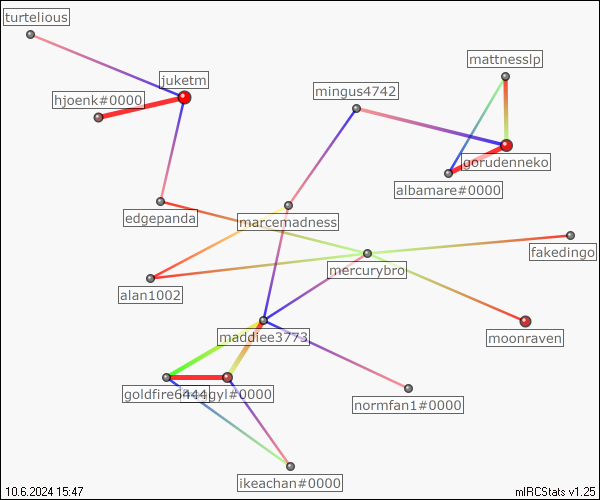 turtelious
mattnesslp
juketm
mingus4742
hjoenk#0000
gorudenneko
albamare#0000
edgepanda
marcemadness
fakedingo
mercurybro
alan1002
maddiee3773
moonraven
goldfire6444
gyl#0000
normfan1#0000
ikeachan#0000
10.6.2024 15:47
mIRCStats v1.25